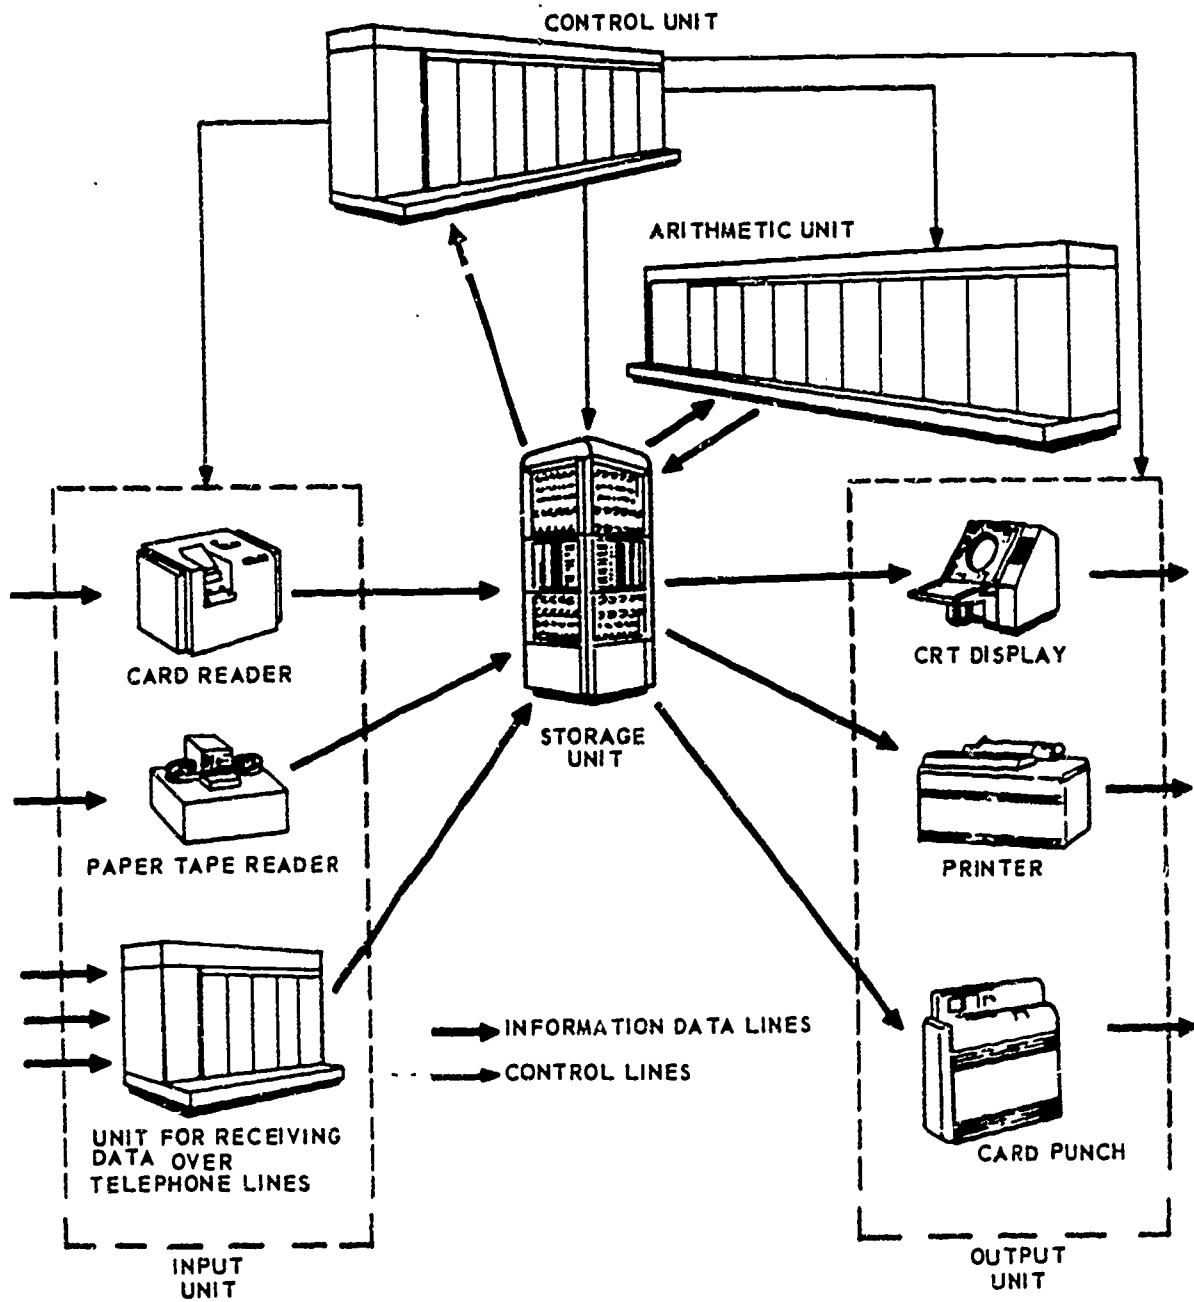 CONTROL UNIT
ARITHMETIC UNIT
CARD READER
CRT DISPLAY
STORAGE
UNIT
PAPER TAPE READER
PRINTER
INFORMATION DATA LINES
CONTROL LINES
UNIT FOR RECEIVING
DATA OVER
TELEPHONE LINES
CARD PUNCH
INPUT
UNIT
OUTPUT
UNIT